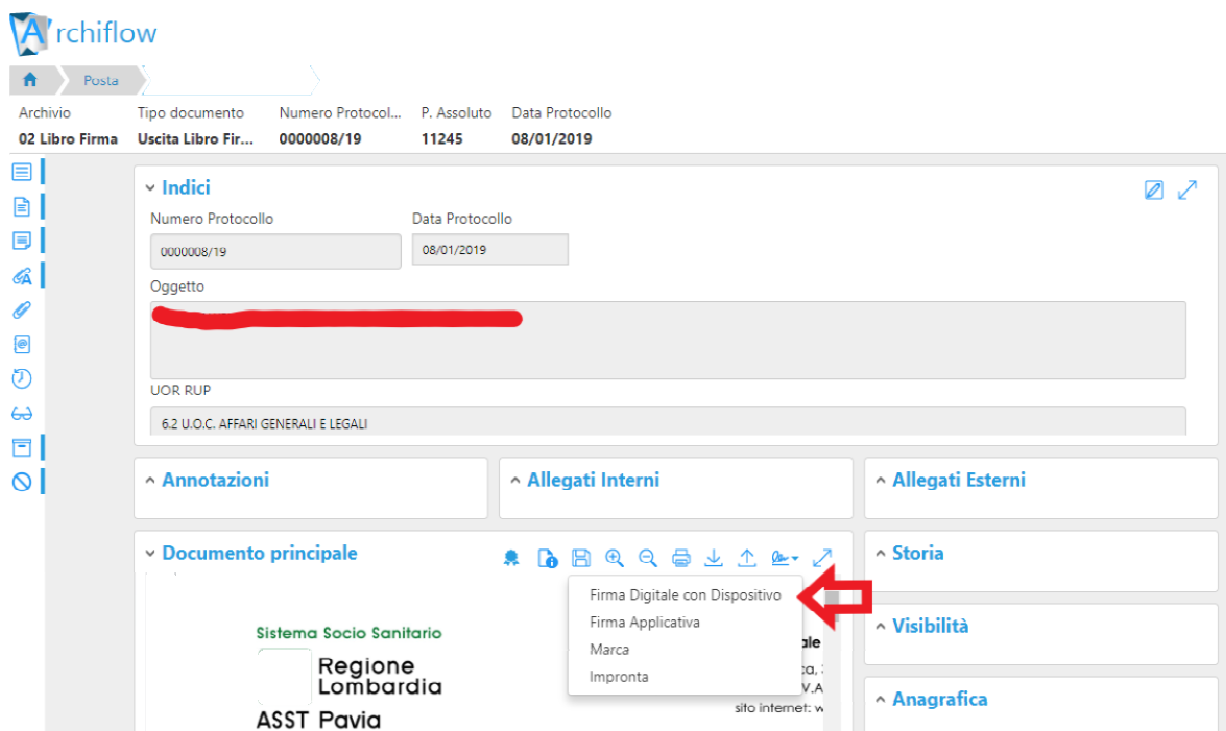 Archiflow
Posta
Archivio Tipo documento Numero Protocol... P. Assoluto Data Protocollo
02 Libro Firma Uscita Libro Fir... 0000008/19 11245 08/01/2019
Indici
Numero Protocollo Data Protocollo
0000008/19 08/01/2019
Oggetto
UOR RUP
6.2 U.O.C. AFFARI GENERALI E LEGALI
Annotazioni Allegati Interni Allegati Esterni
Documento principale Storia
Firma Digitale con Dispositivo
Firma Applicativa
Marca
Impronta
Visibilità
Sistema Socio Sanitario
Regione
Lombardia
ASST Pavia
sito internet: w
Anagrafica